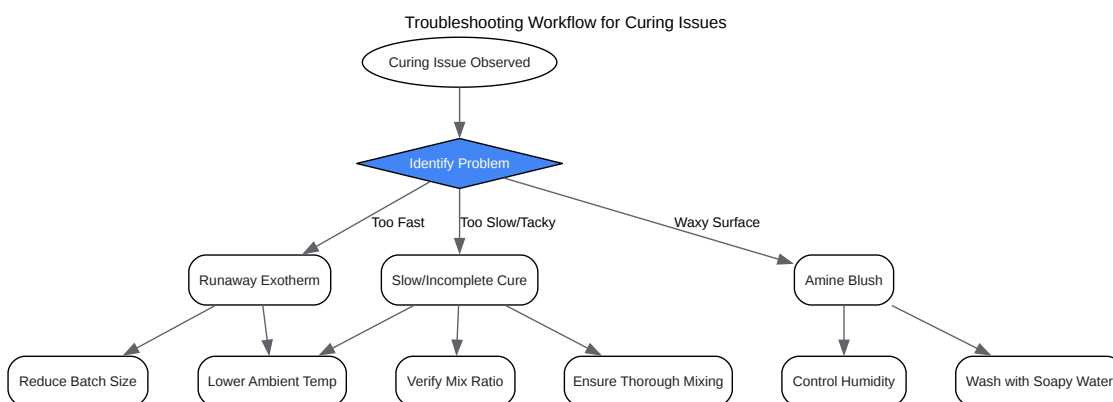 Troubleshooting Workflow for Curing Issues
Curing Issue Observed
Identify Problem
Too Fast
Too Slow/Tacky
Waxy Surface
Runaway Exotherm
Slow/Incomplete Cure
Amine Blush
Reduce Batch Size
Lower Ambient Temp
Verify Mix Ratio
Ensure Thorough Mixing
Control Humidity
Wash with Soapy Water